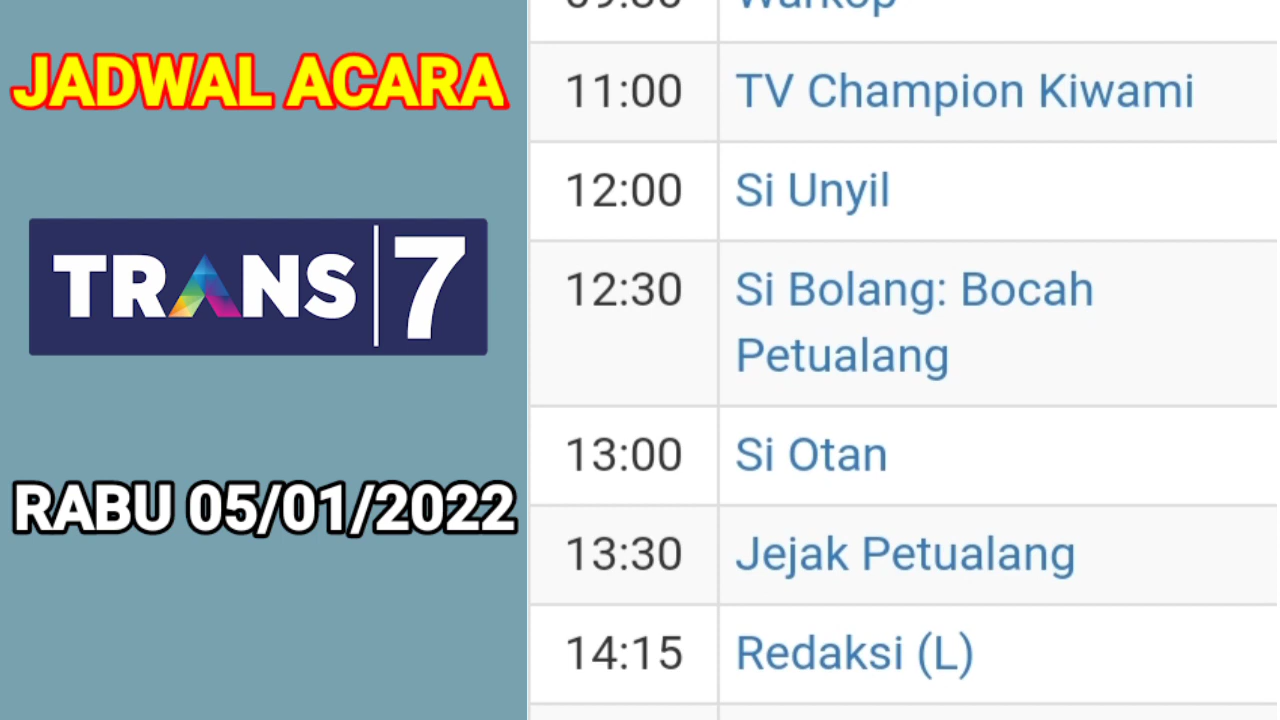 JADWAL ACARA
TRANS|7
RABU 05/01/2022
Warkop
11:00 TV Champion Kiwami
12:00 Si Unyil
12:30 Si Bolang: Bocah
Petualang
13:00 Si Otan
13:30 Jejak Petualang
14:15 Redaksi (L)